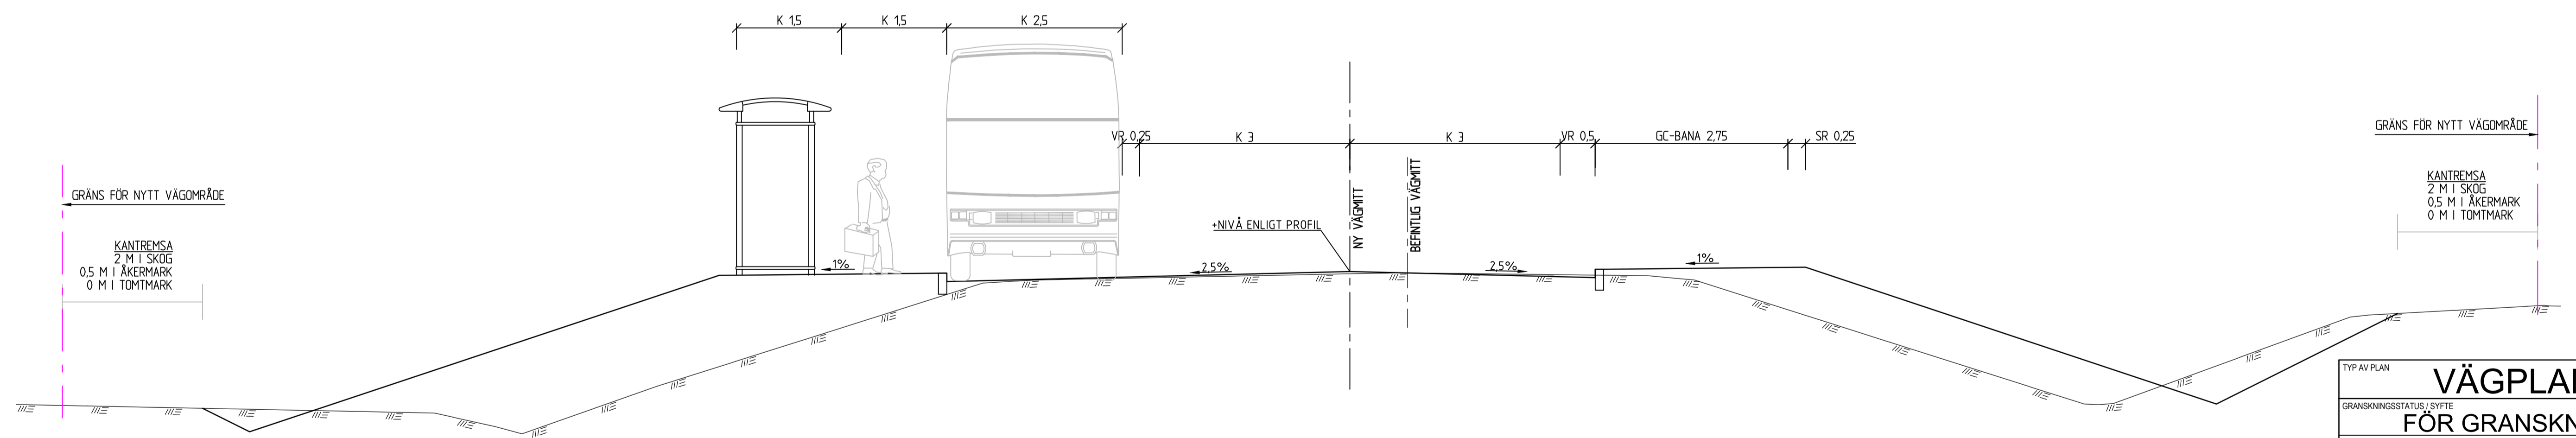 K 1,5
K 1,5
K 2,5
VR 0,25
K 3
K 3
VR 0,5
GC-BANA 2,75
SR 0,25
GRÄNS FÖR NYTT VÄGOMRÅDE
GRÄNS FÖR NYTT VÄGOMRÅDE
KANTREMSA
2 M I SKOG
0,5 M I ÅKERMARK
0 M I TOMTMARK
KANTREMSA
2 M I SKOG
0,5 M I ÅKERMARK
0 M I TOMTMARK
+NIVÅ ENLIGT PROFIL
NY VÄGMITT
BEFINTLIG VÄGMITT
1%
2,5%
2,5%
1%
TYP AV PLAN
VÄGPLAN
GRANSKNINGSSTATUS / SYFTE
FÖR GRANSKN